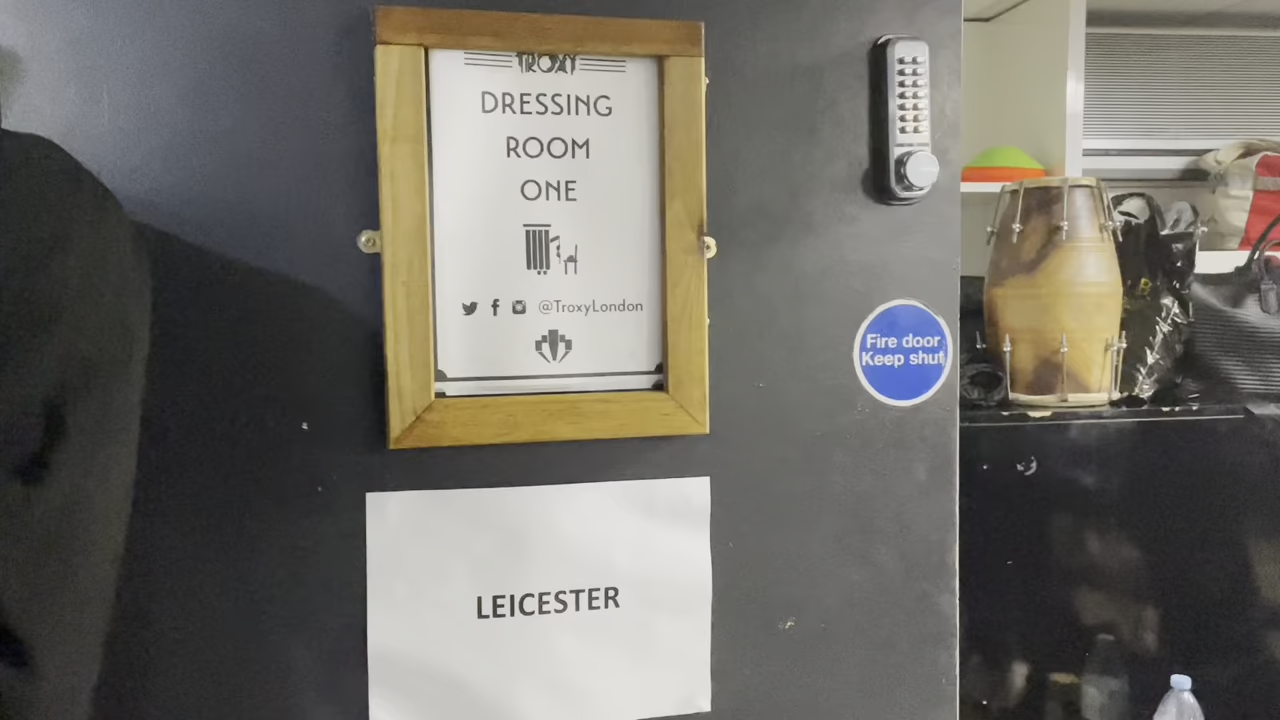 TROXY
DRESSING
ROOM
ONE
@TroxyLondon
Fire door
Keep shut
LEICESTER